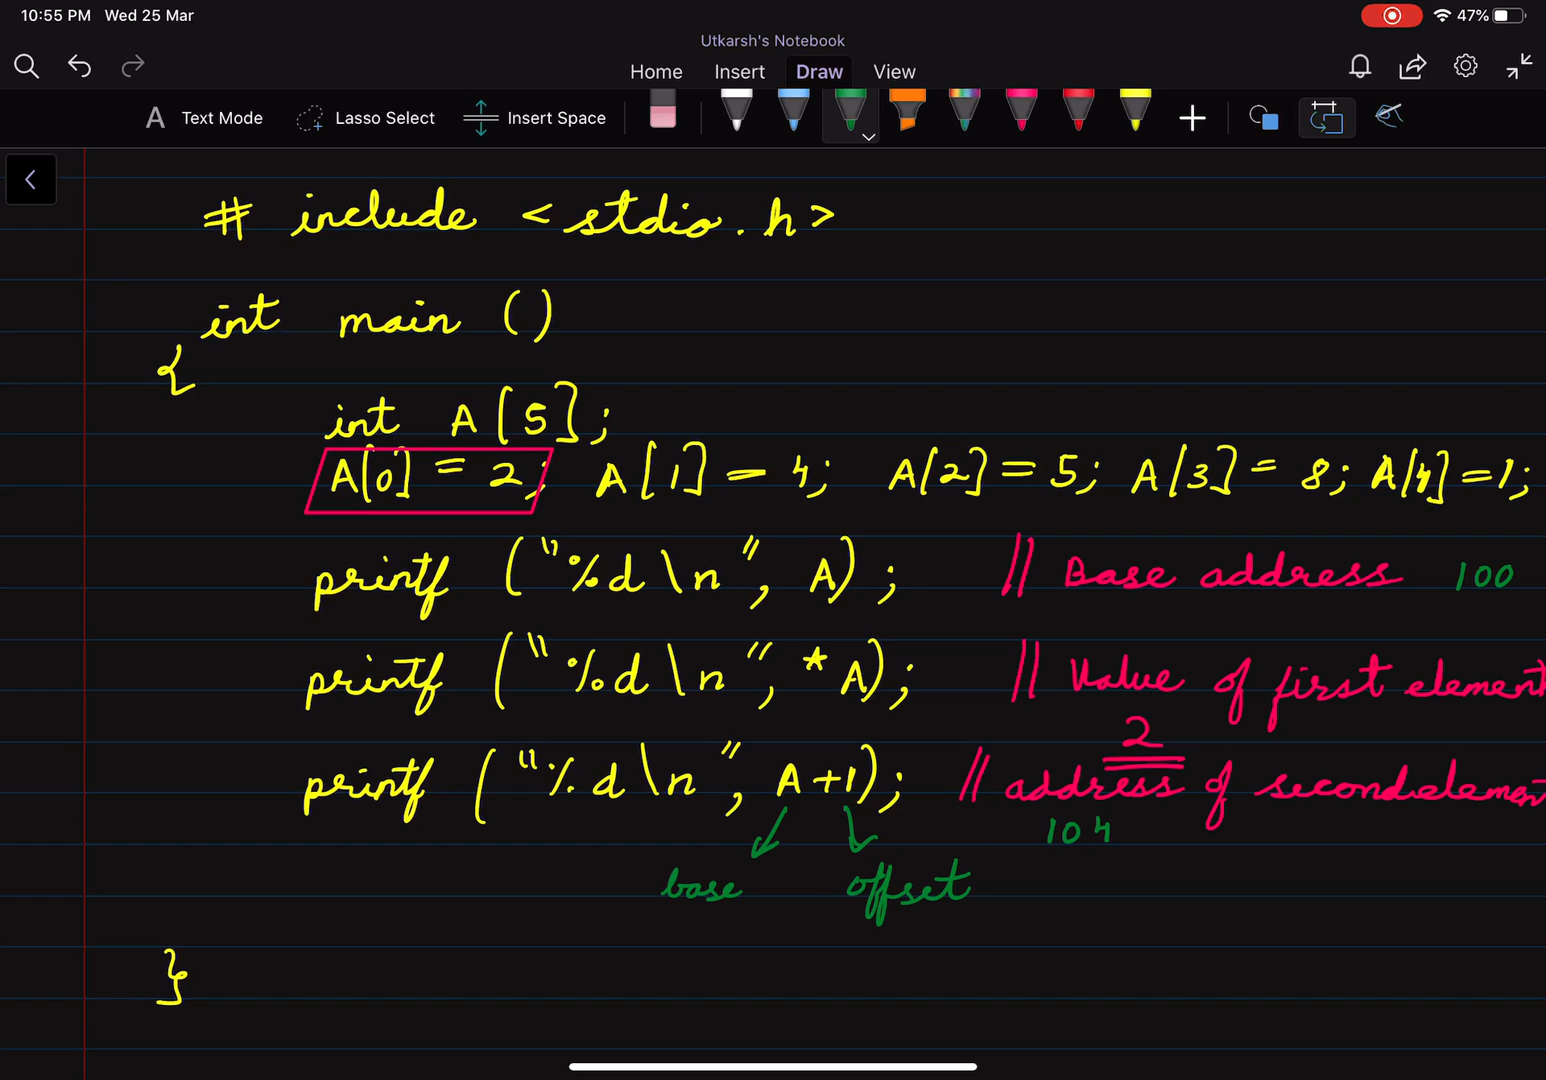 10:55 PM Wed 25 Mar 47%
Utkarsh's Notebook
Home Insert Draw View
Text Mode Lasso Select Insert Space
# include <stdio.h>
int main ()
{
int A[5];
A[0] = 2; A[1] = 4; A[2] = 5; A[3] = 8; A[4] = 1;
printf ("%d\n", A); // Base address 100
printf ("%d\n", *A); // Value of first element
2
printf ("%d\n", A+1); // address of second element
104
base offset
}